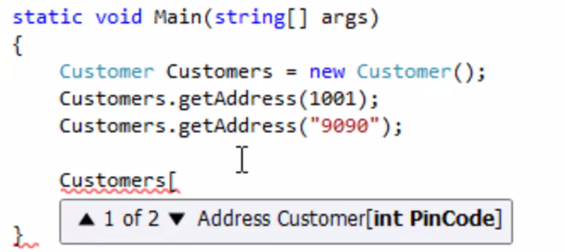 static void Main(string[] args)
{
Customer Customers = new Customer();
Customers.getAddress(1001);
Customers.getAddress("9090");
Customers[
▲ 1 of 2 ▼ Address Customer[int PinCode]
}